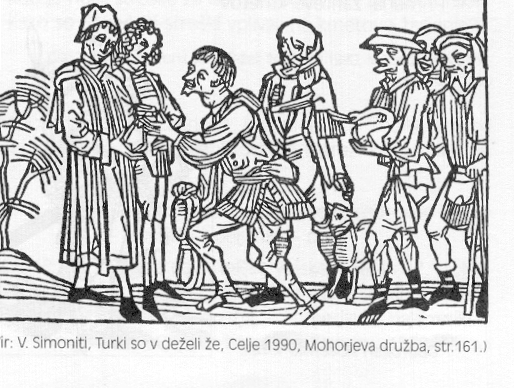 ir: V. Simoniti, Turki so v deželi že, Celje 1990, Mohorjeva družba, str.161.)